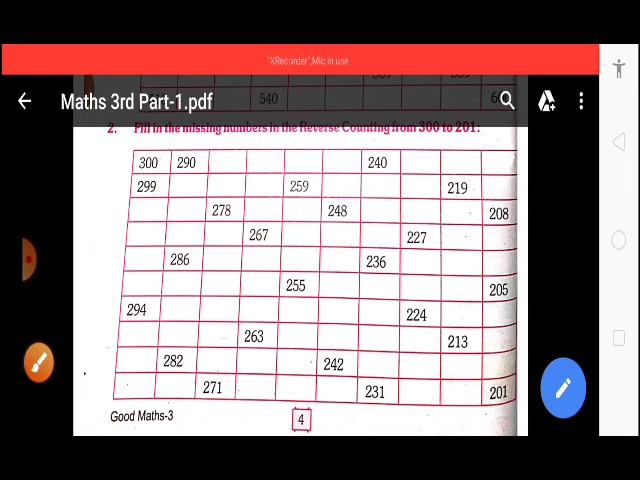 "XRecorder",Mic in use
Maths 3rd Part-1.pdf
540
2. Fill in the missing numbers in the Reverse Counting from 300 to 201:
300 290 240
299 259 219
278 248 208
267 227
286 236
255 205
294 224
263 213
282 242
271 231 201
Good Maths-3
4